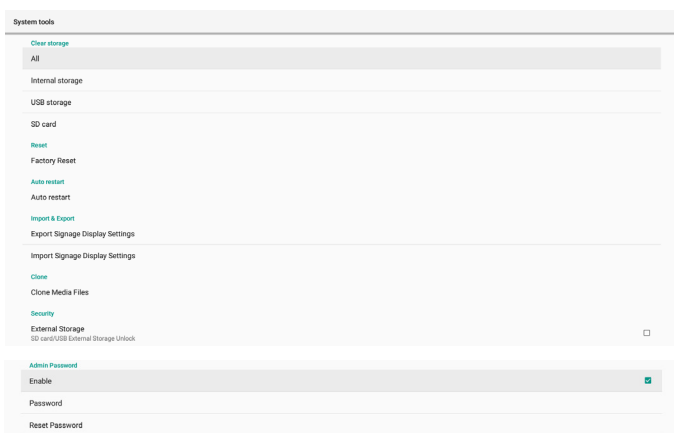 System tools
Clear storage
All
Internal storage
USB storage
SD card
Reset
Factory Reset
Auto restart
Auto restart
Import & Export
Export Signage Display Settings
Import Signage Display Settings
Clone
Clone Media Files
Security
External Storage
SD card/USB External Storage Unlock
Admin Password
Enable
Password
Reset Password